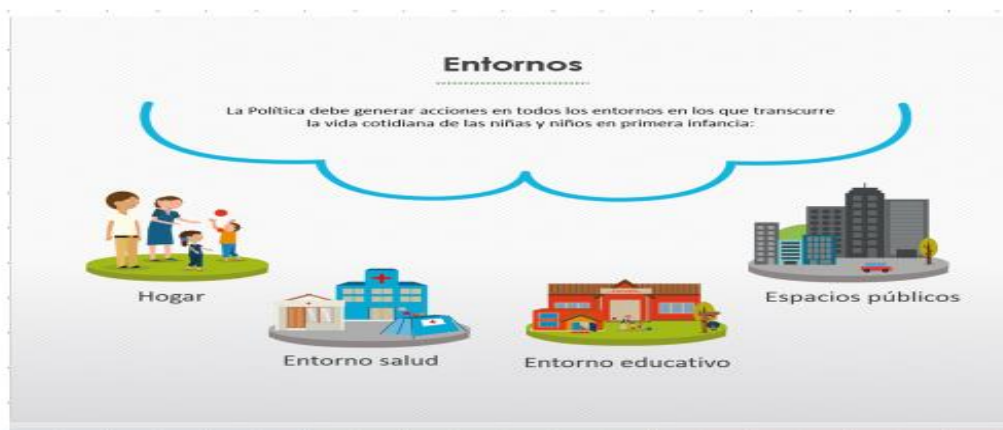 Entornos
La Política debe generar acciones en todos los entornos en los que transcurre
la vida cotidiana de las niñas y niños en primera infancia:
Hogar
Espacios públicos
Entorno salud
Entorno educativo